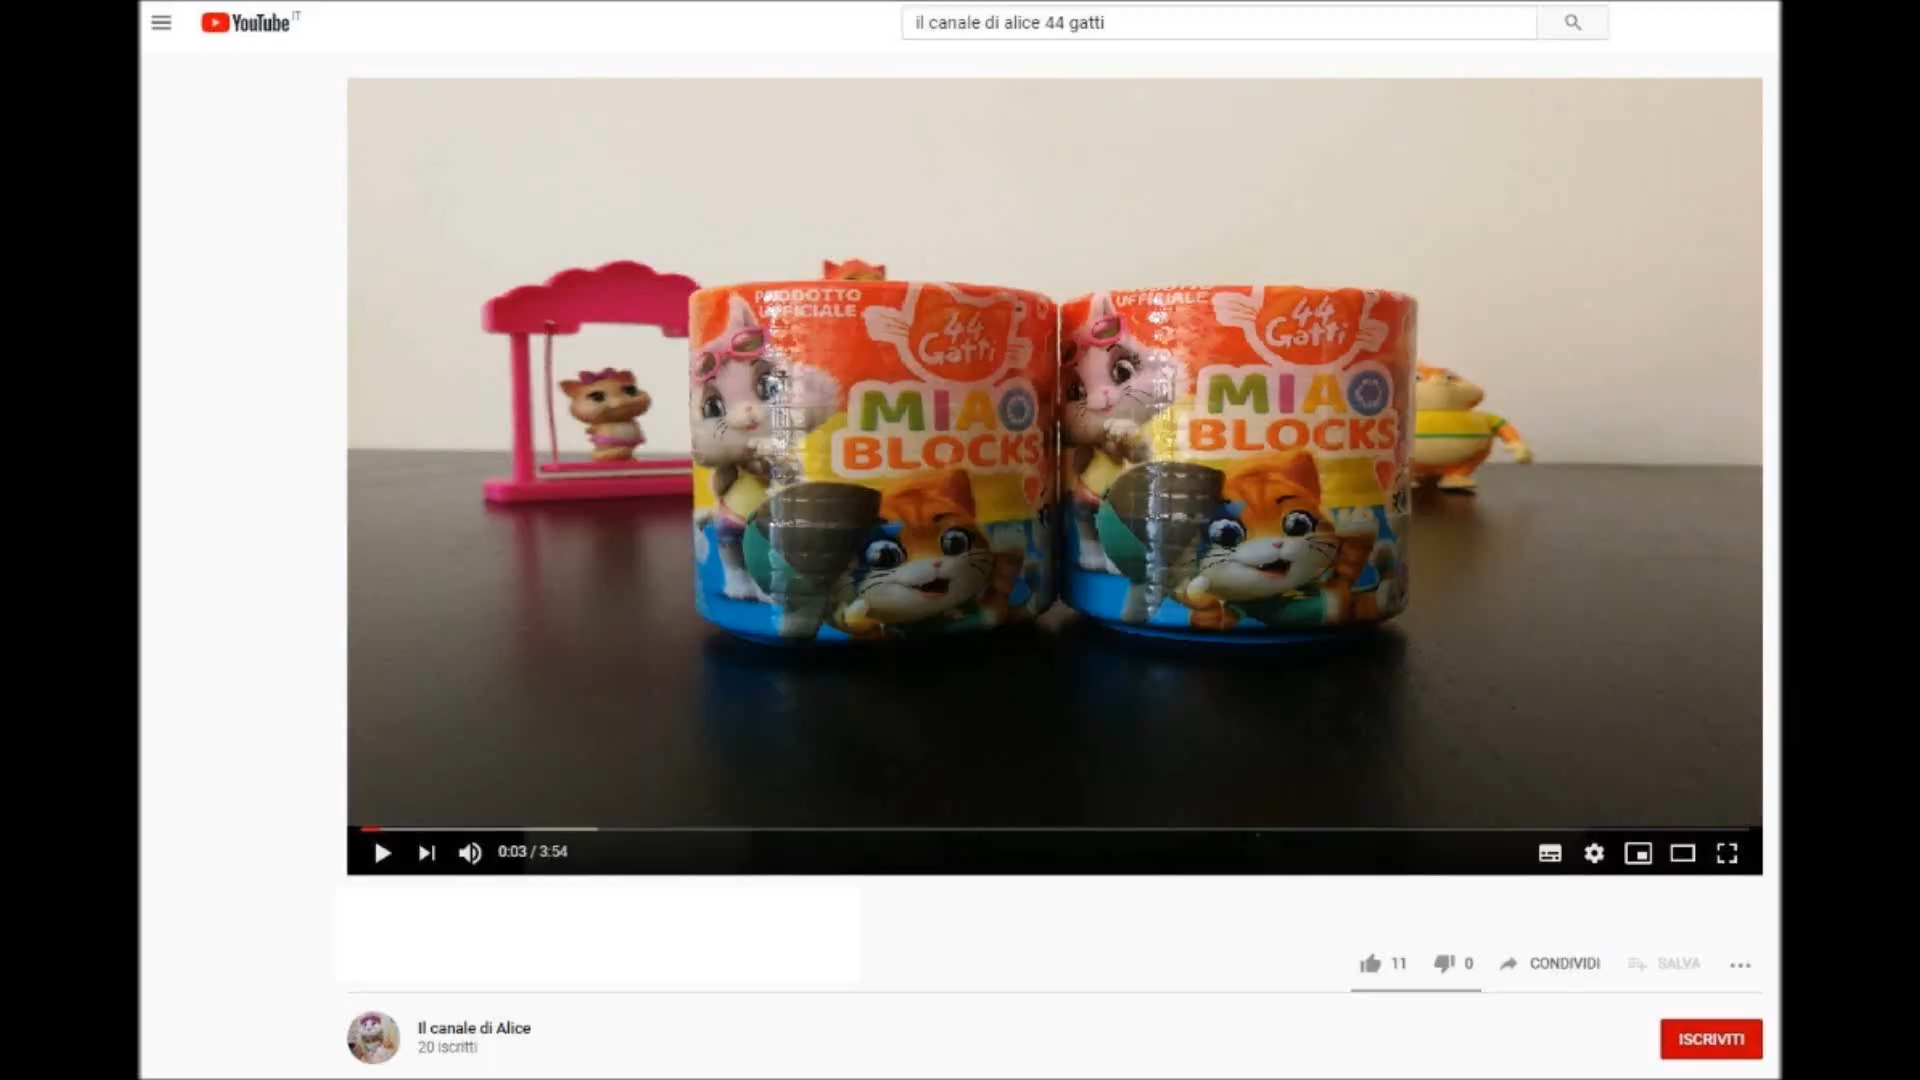 YouTube IT
il canale di alice 44 gatti
PRODOTTO
UFFICIALE
44
Gatti
MIAO
BLOCKS
UFFICIALE
44
Gatti
MIAO
BLOCKS
0:03 / 3:54
11
0
CONDIVIDI
SALVA
Il canale di Alice
20 iscritti
ISCRIVITI